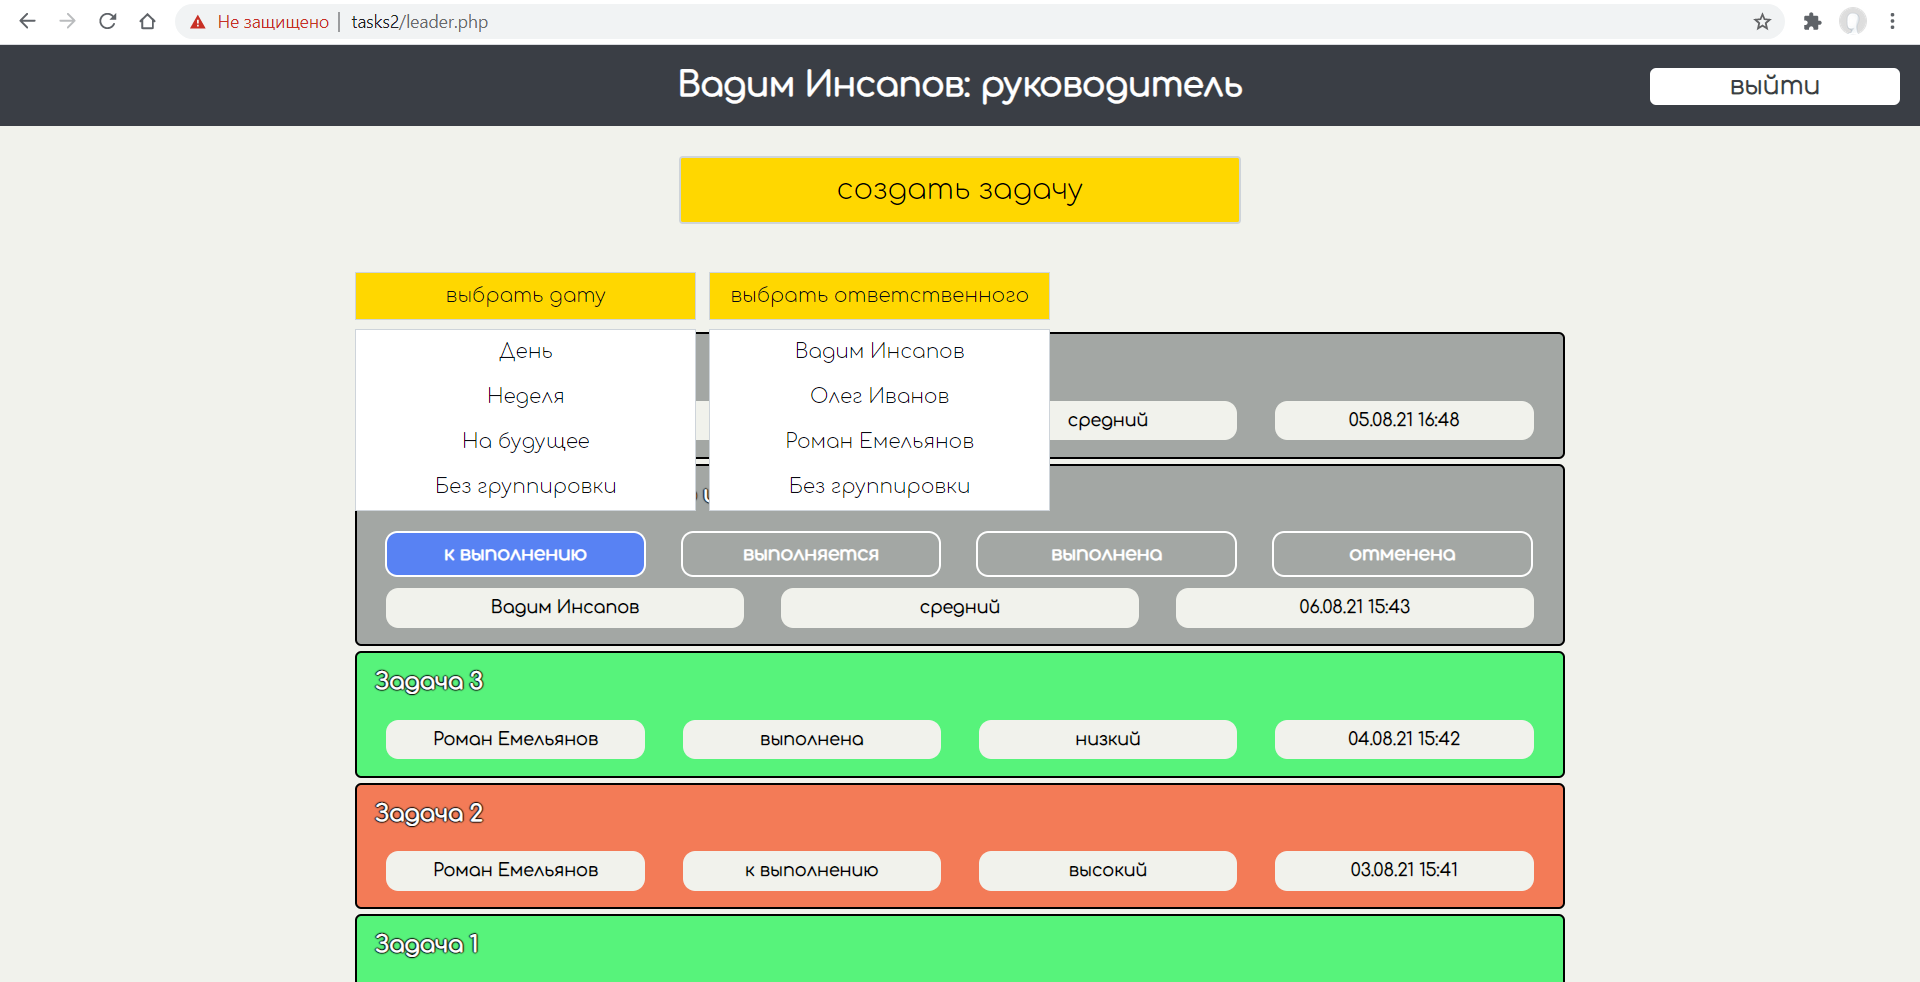 Не защищено | tasks2/leader.php
Вадим Инсапов: руководитель
выйти
создать задачу
выбрать дату
выбрать ответственного
День
Неделя
На будущее
Без группировки
Вадим Инсапов
Олег Иванов
Роман Емельянов
Без группировки
средний
05.08.21 16:48
к выполнению
выполняется
выполнена
отменена
Вадим Инсапов
средний
06.08.21 15:43
Задача 3
Роман Емельянов
выполнена
низкий
04.08.21 15:42
Задача 2
Роман Емельянов
к выполнению
высокий
03.08.21 15:41
Задача 1